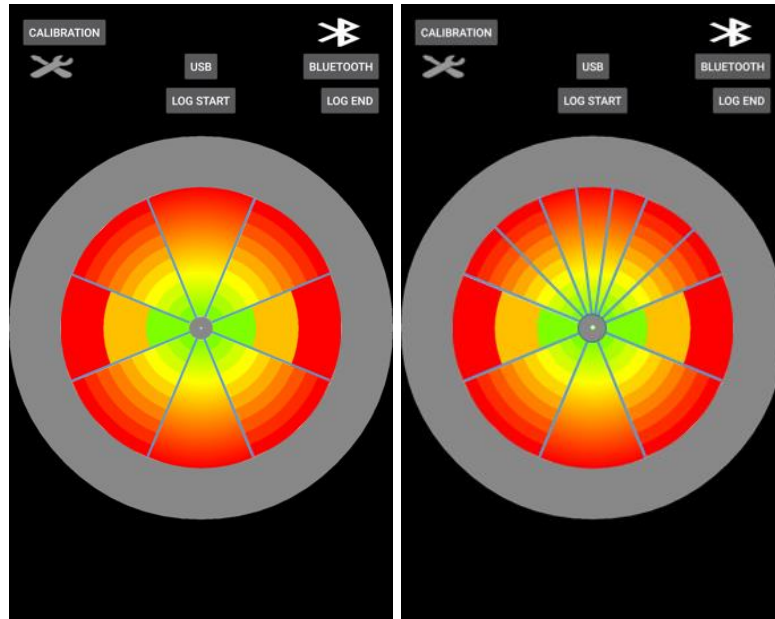 CALIBRATION
USB
BLUETOOTH
LOG START
LOG END
CALIBRATION
USB
BLUETOOTH
LOG START
LOG END